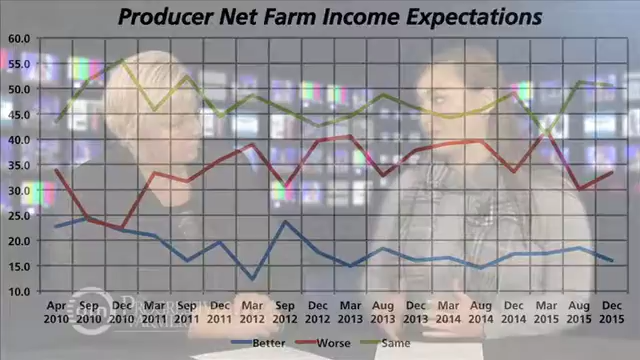 Producer Net Farm Income Expectations
60.0
55.0
50.0
45.0
40.0
35.0
30.0
25.0
20.0
15.0
10.0
Apr Sep Dec Mar Sep Dec Mar Sep Dec Mar Aug Dec Mar Aug Dec Mar Aug Dec
2010 2010 2010 2011 2011 2011 2012 2012 2012 2013 2013 2013 2014 2014 2014 2015 2015 2015
Better Worse Same